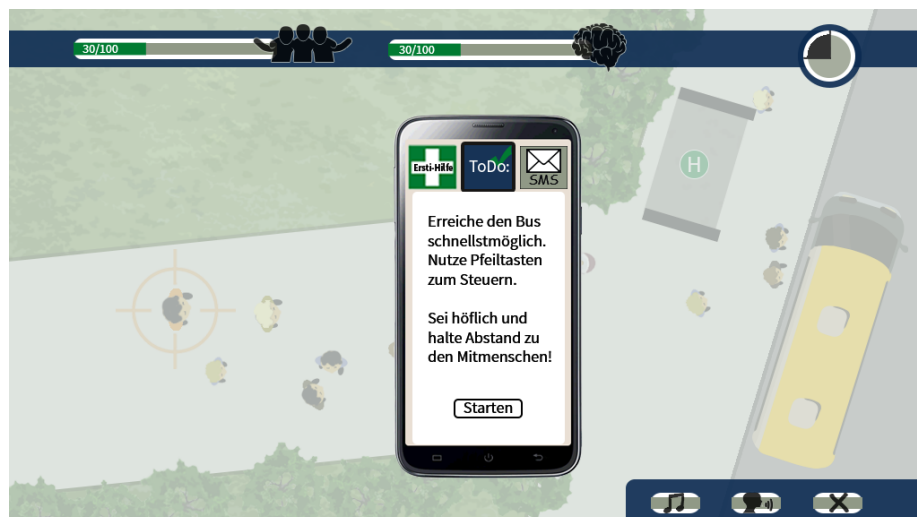 30/100
30/100
Ersti-Hilfe
ToDo:
SMS
H
Erreiche den Bus
schnellstmöglich.
Nutze Pfeiltasten
zum Steuern.
Sei höflich und
halte Abstand zu
den Mitmenschen!
Starten